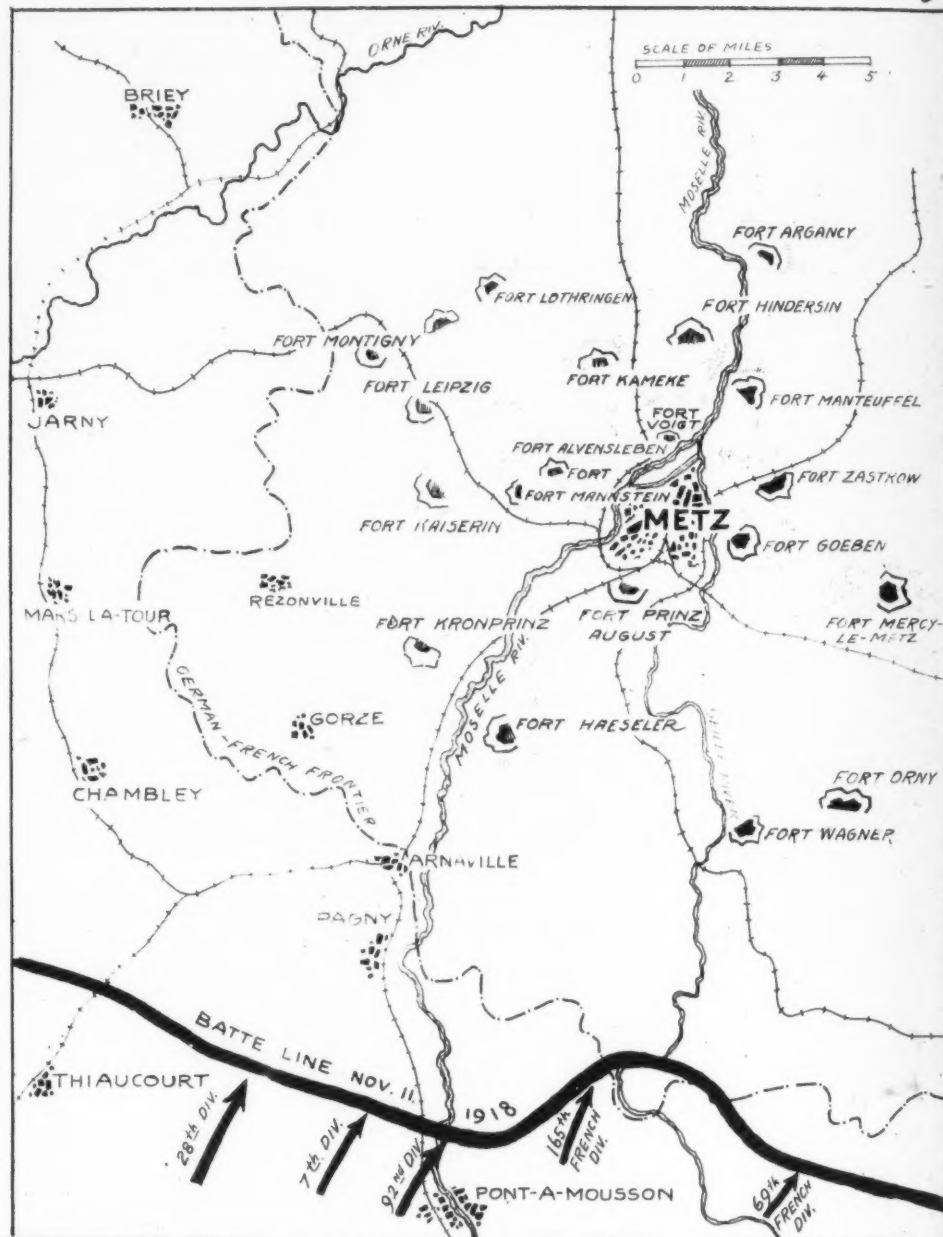 ORNE RIV.
SCALE OF MILES
0 1 2 3 4 5
BRIEY
MOSELLE RIV.
FORT ARGANCY
FORT LOTHRINGEN
FORT HINDERSIN
FORT MONTIGNY
FORT KAMEKE
FORT LEIPZIG
FORT MANTEUFFEL
JARNY
FORT
VOIGT
FORT ALVENSLEBEN
FORT
FORT ZASTROW
FORT MANNSTEIN
METZ
FORT KAISERIN
FORT GOEBEN
REZONVILLE
MARS-LA-TOUR
FORT PRINZ
AUGUST
FORT MERCY-
LE-METZ
FORT KRONPRINZ
MOSELLE RIV.
GERMAN-FRENCH FRONTIER
GORZE
FORT HAESELER
CHAMBLEY
FORT ORNY
FORT WAGNER
ARNAVILLE
PAGNY
BATTE LINE NOV. 11.
1918
THIAUCOURT
28th DIV.
7th DIV.
92nd DIV.
165th
FRENCH
DIV.
PONT-A-MOUSSON
69th
FRENCH
DIV.